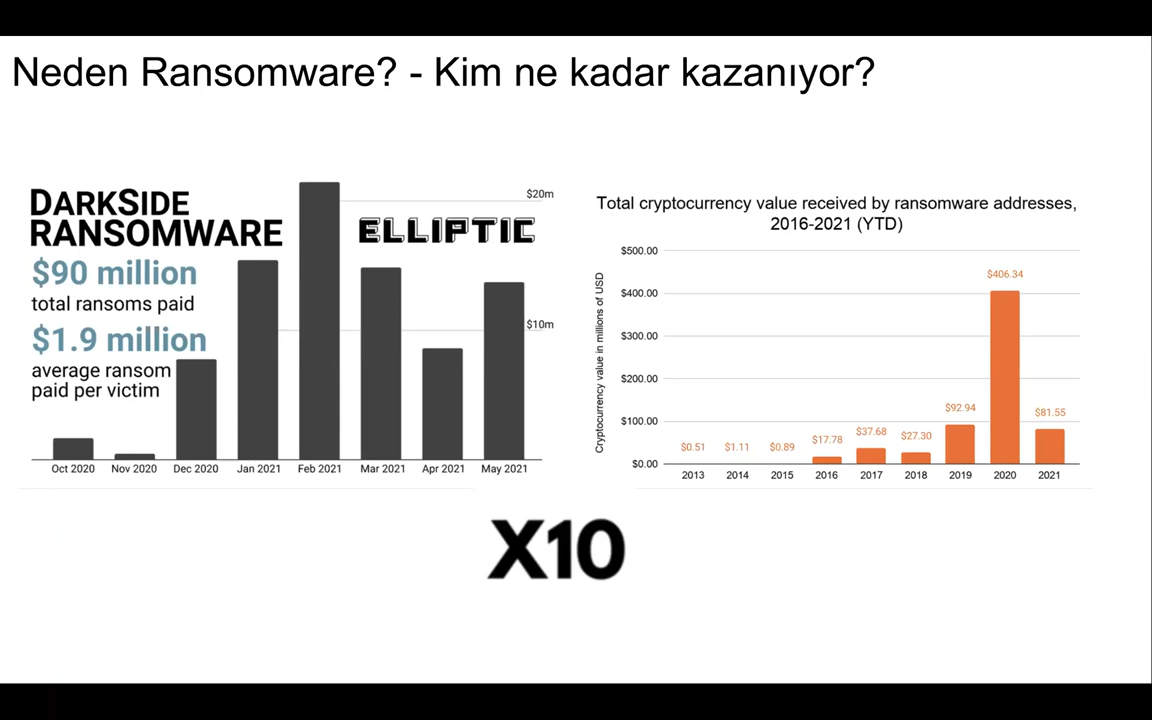 Neden Ransomware? - Kim ne kadar kazanıyor?
DARKSIDE
RANSOMWARE
$90 million
total ransoms paid
$1.9 million
average ransom
paid per victim
ELLIPTIC
$20m
$10m
Oct 2020 Nov 2020 Dec 2020 Jan 2021 Feb 2021 Mar 2021 Apr 2021 May 2021
Total cryptocurrency value received by ransomware addresses,
2016-2021 (YTD)
Cryptocurrency value in millions of USD
$500.00
$400.00
$300.00
$200.00
$100.00
$0.00
$0.51 $1.11 $0.89 $17.78 $37.68 $27.30 $92.94 $406.34 $81.55
2013 2014 2015 2016 2017 2018 2019 2020 2021
X10